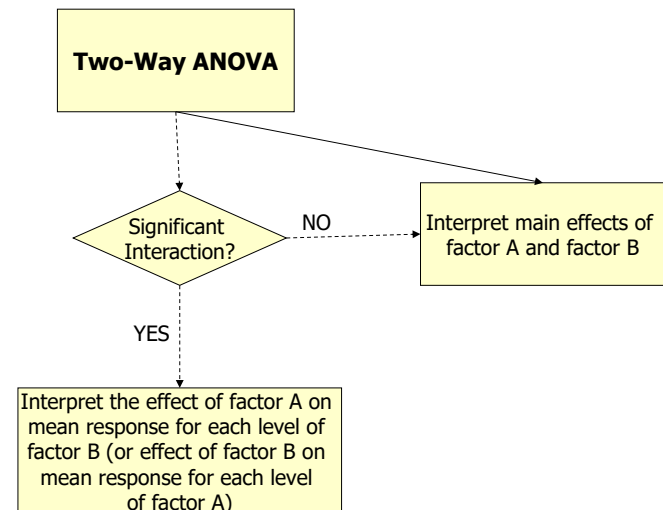 Two-Way ANOVA
Significant
Interaction?
NO
Interpret main effects of
factor A and factor B
YES
Interpret the effect of factor A on
mean response for each level of
factor B (or effect of factor B on
mean response for each level
of factor A)